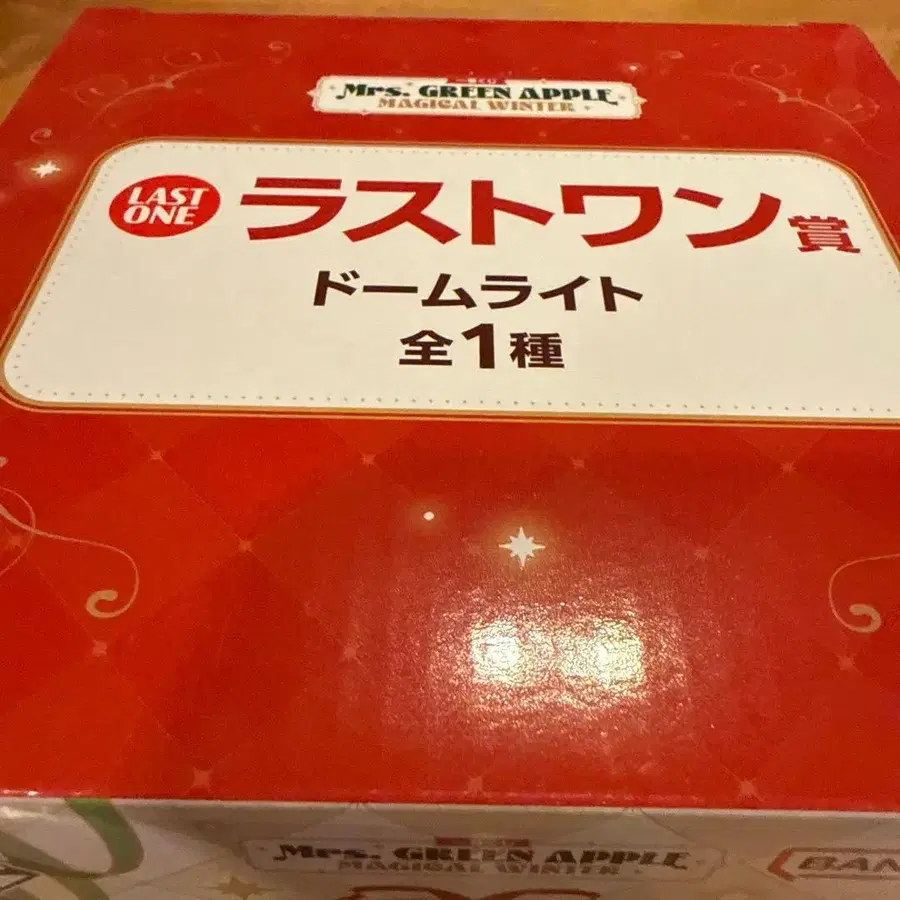 Mrs. GREEN APPLE
MAGICAL WINTER
LAST
ONE
ラストワン賞
ドームライト
全1種
Mrs. GREEN APPLE
MAGICAL WINTER